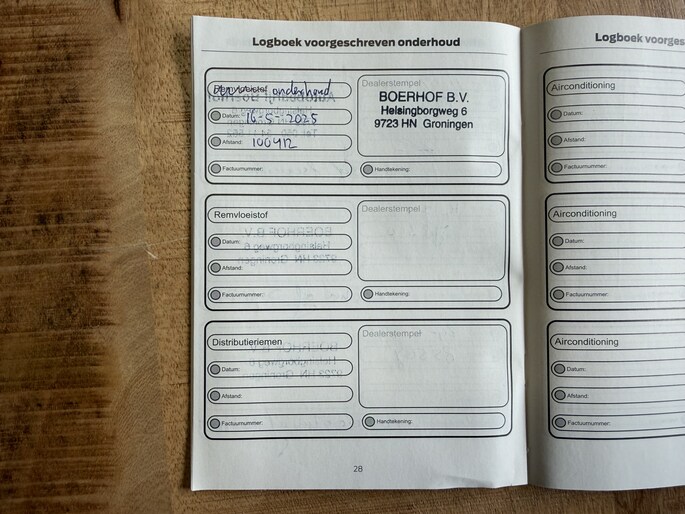 Logboek voorgeschreven onderhoud
Remvloeistof
onderhoud
Datum: 16-5-2025
Afstand: 100412
Factuurnummer:
Dealerstempel
BOERHOF B.V.
Helsingborgweg 6
9723 HN Groningen
Handtekening:
Remvloeistof
Datum:
Afstand:
Factuurnummer:
Dealerstempel
Handtekening:
Distributieriemen
Datum:
Afstand:
Factuurnummer:
Dealerstempel
Handtekening:
28
Logboek voorges
Airconditioning
Datum:
Afstand:
Factuurnummer:
Airconditioning
Datum:
Afstand:
Factuurnummer:
Airconditioning
Datum:
Afstand:
Factuurnummer: